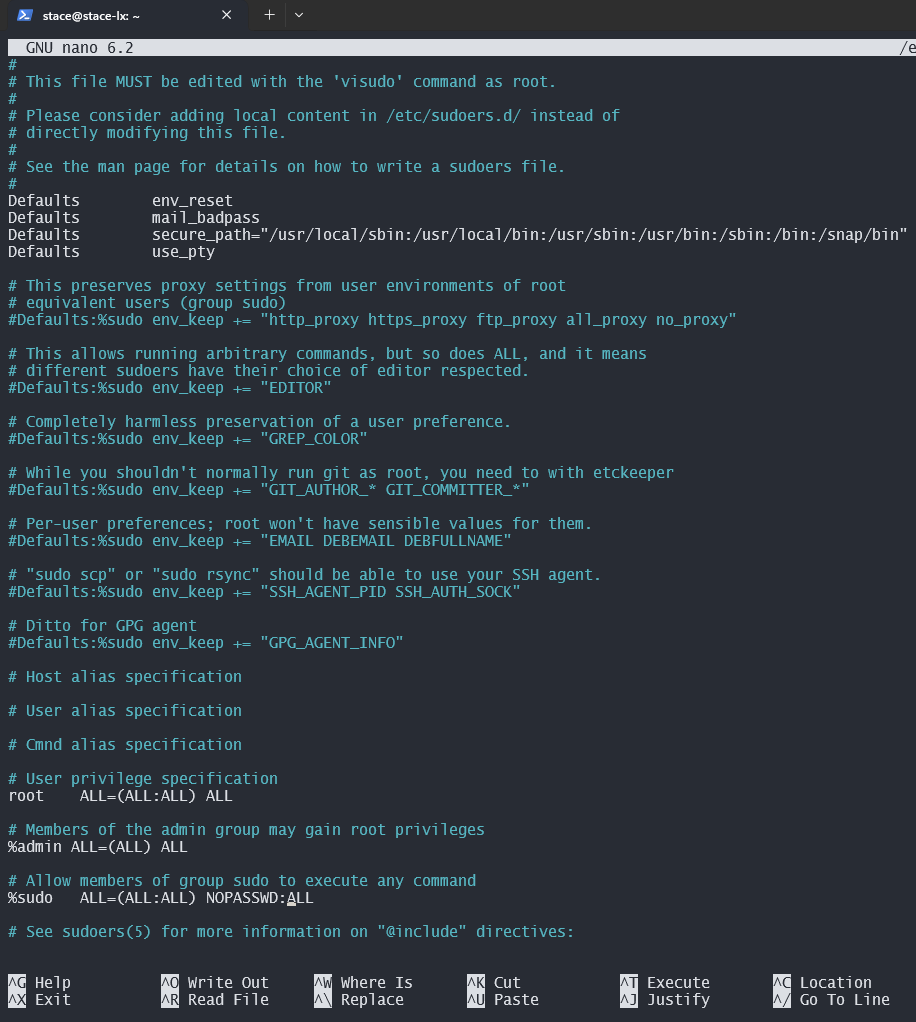 stace@stace-lx: ~
GNU nano 6.2 /e
#
# This file MUST be edited with the 'visudo' command as root.
#
# Please consider adding local content in /etc/sudoers.d/ instead of
# directly modifying this file.
#
# See the man page for details on how to write a sudoers file.
#
Defaults        env_reset
Defaults        mail_badpass
Defaults        secure_path="/usr/local/sbin:/usr/local/bin:/usr/sbin:/usr/bin:/sbin:/bin:/snap/bin"
Defaults        use_pty

# This preserves proxy settings from user environments of root
# equivalent users (group sudo)
#Defaults:%sudo env_keep += "http_proxy https_proxy ftp_proxy all_proxy no_proxy"

# This allows running arbitrary commands, but so does ALL, and it means
# different sudoers have their choice of editor respected.
#Defaults:%sudo env_keep += "EDITOR"

# Completely harmless preservation of a user preference.
#Defaults:%sudo env_keep += "GREP_COLOR"

# While you shouldn't normally run git as root, you need to with etckeeper
#Defaults:%sudo env_keep += "GIT_AUTHOR_* GIT_COMMITTER_*"

# Per-user preferences; root won't have sensible values for them.
#Defaults:%sudo env_keep += "EMAIL DEBEMAIL DEBFULLNAME"

# "sudo scp" or "sudo rsync" should be able to use your SSH agent.
#Defaults:%sudo env_keep += "SSH_AGENT_PID SSH_AUTH_SOCK"

# Ditto for GPG agent
#Defaults:%sudo env_keep += "GPG_AGENT_INFO"

# Host alias specification

# User alias specification

# Cmnd alias specification

# User privilege specification
root    ALL=(ALL:ALL) ALL

# Members of the admin group may gain root privileges
%admin ALL=(ALL) ALL

# Allow members of group sudo to execute any command
%sudo   ALL=(ALL:ALL) NOPASSWD:ALL

# See sudoers(5) for more information on "@include" directives:

^G Help ^O Write Out ^W Where Is ^K Cut ^T Execute ^C Location
^X Exit ^R Read File ^\ Replace ^U Paste ^J Justify ^/ Go To Line